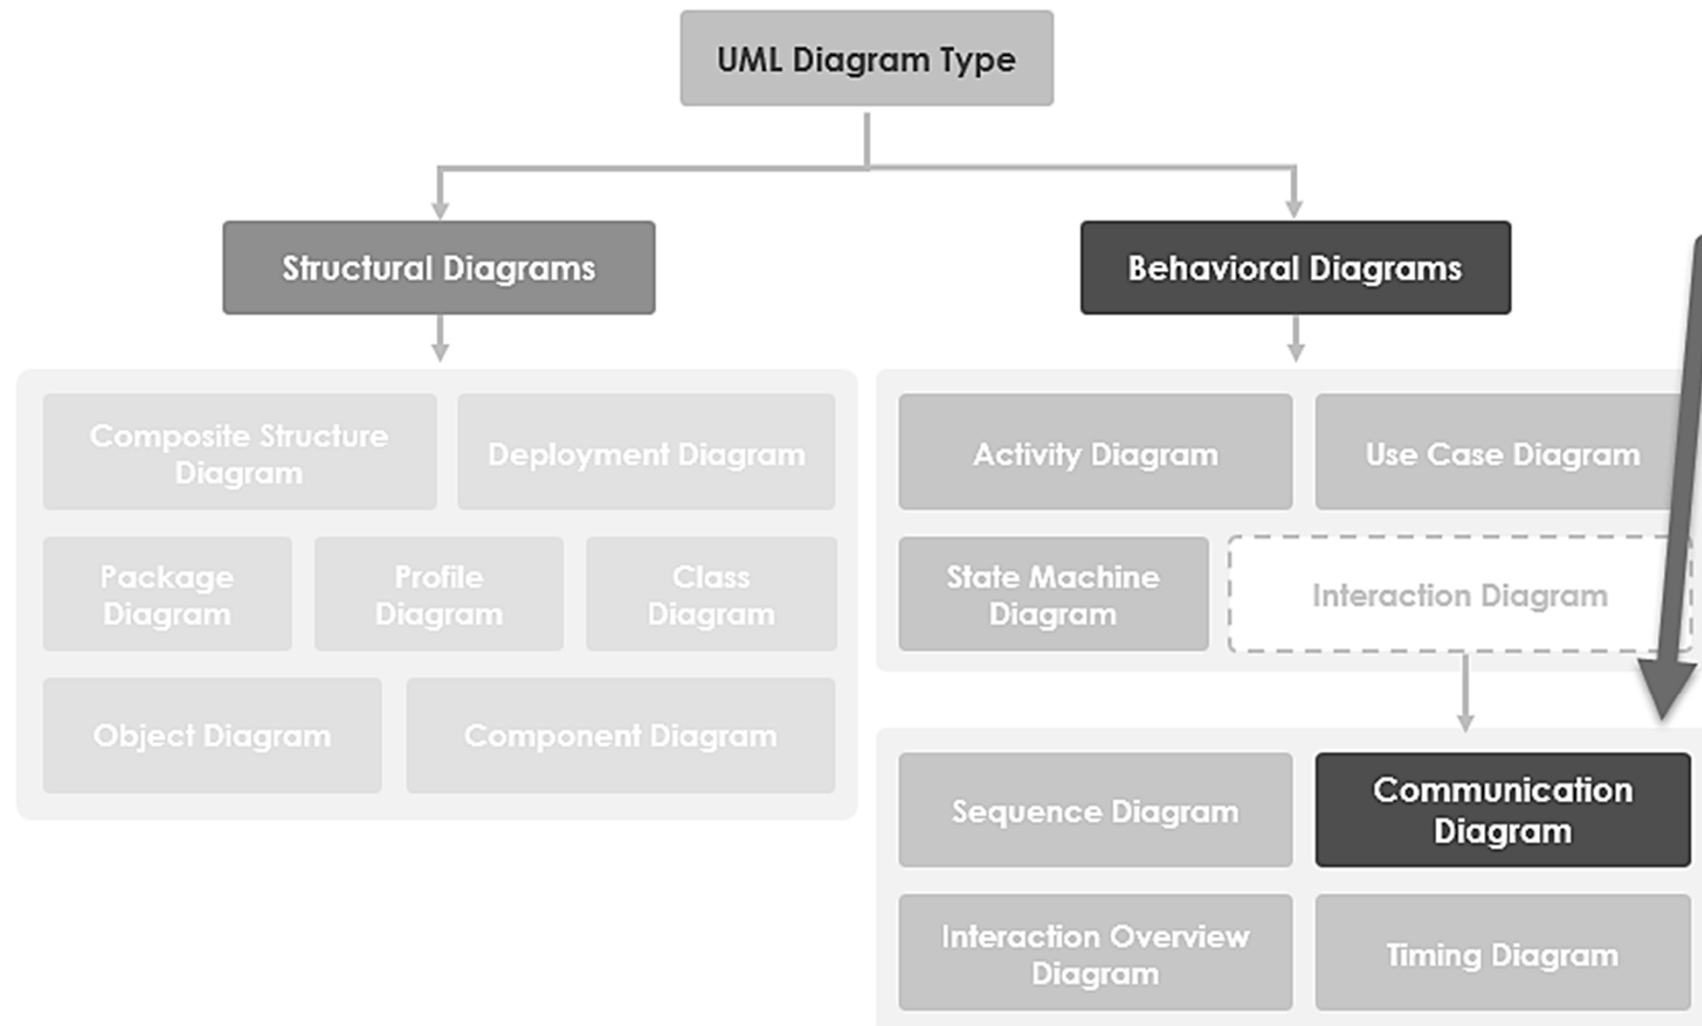 UML Diagram Type
Structural Diagrams
Behavioral Diagrams
Composite Structure
Diagram
Deployment Diagram
Package
Diagram
Profile
Diagram
Class
Diagram
Object Diagram
Component Diagram
Activity Diagram
Use Case Diagram
State Machine
Diagram
Interaction Diagram
Sequence Diagram
Communication
Diagram
Interaction Overview
Diagram
Timing Diagram